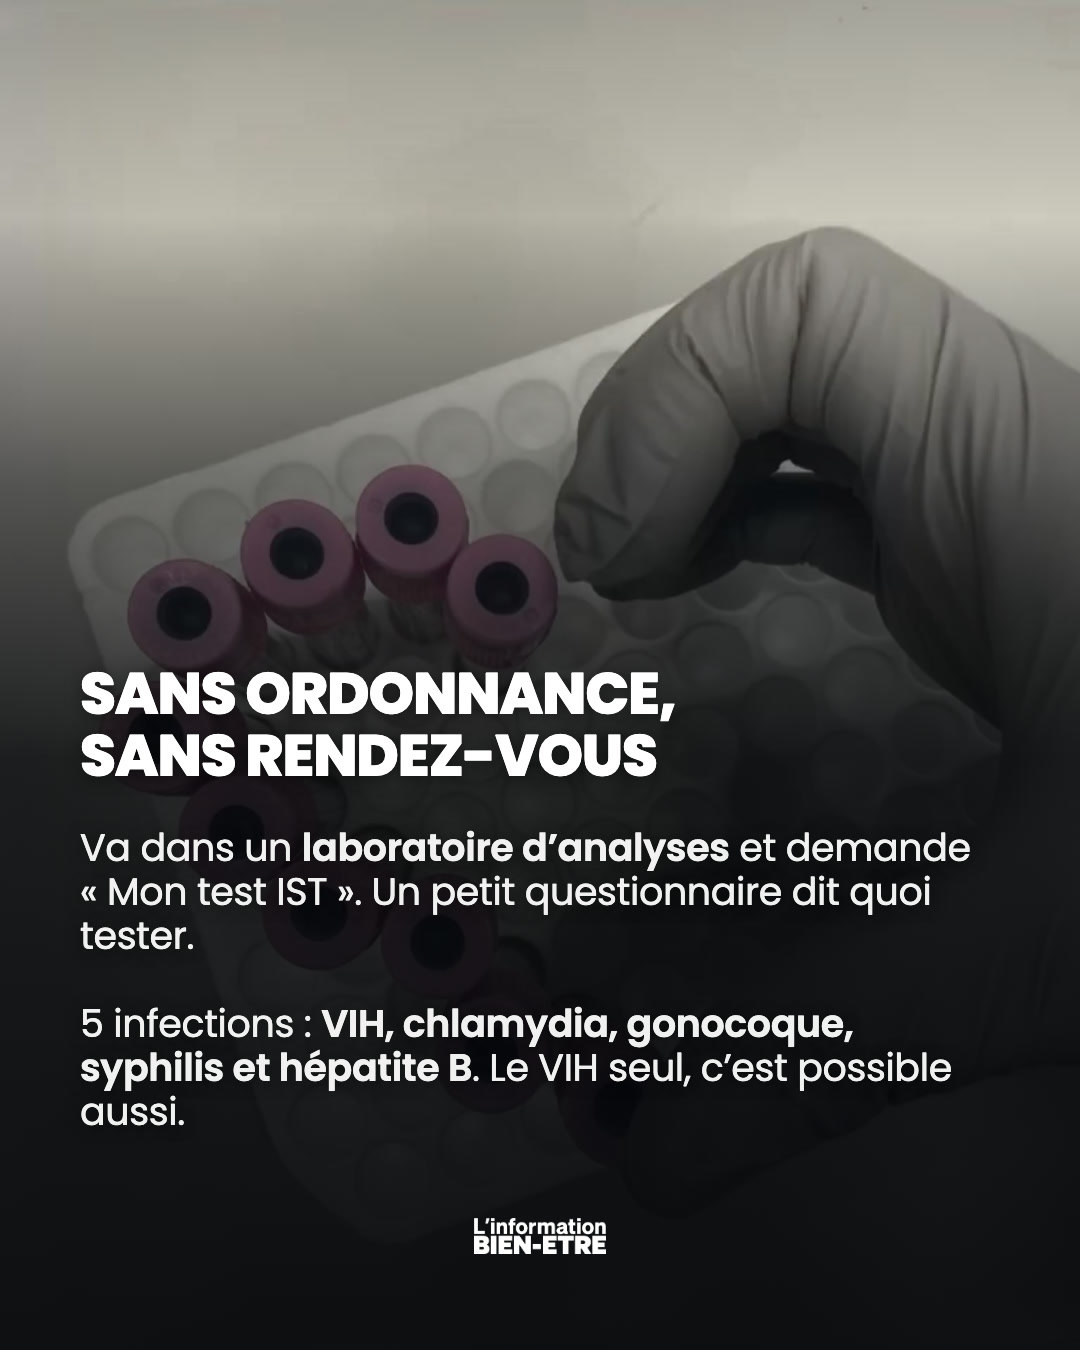 SANS ORDONNANCE,
SANS RENDEZ-VOUS
Va dans un laboratoire d’analyses et demande
« Mon test IST ». Un petit questionnaire dit quoi
tester.
5 infections : VIH, chlamydia, gonocoque,
syphilis et hépatite B. Le VIH seul, c’est possible
aussi.
L’information
BIEN-ETRE